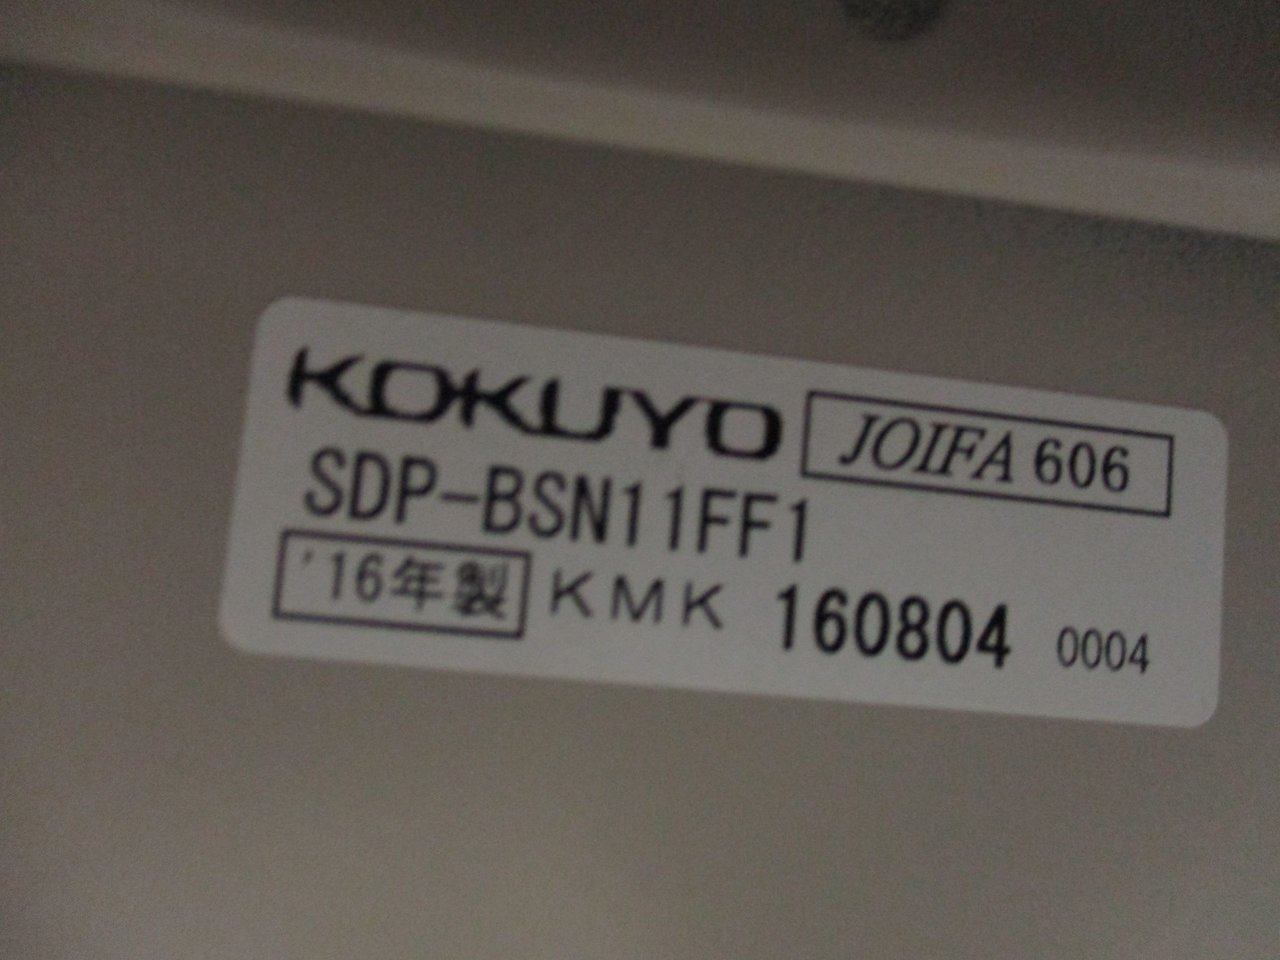 KOKUYO JOIFA 606
SDP-BSN11FF1
'16年製 KMK 160804 0004